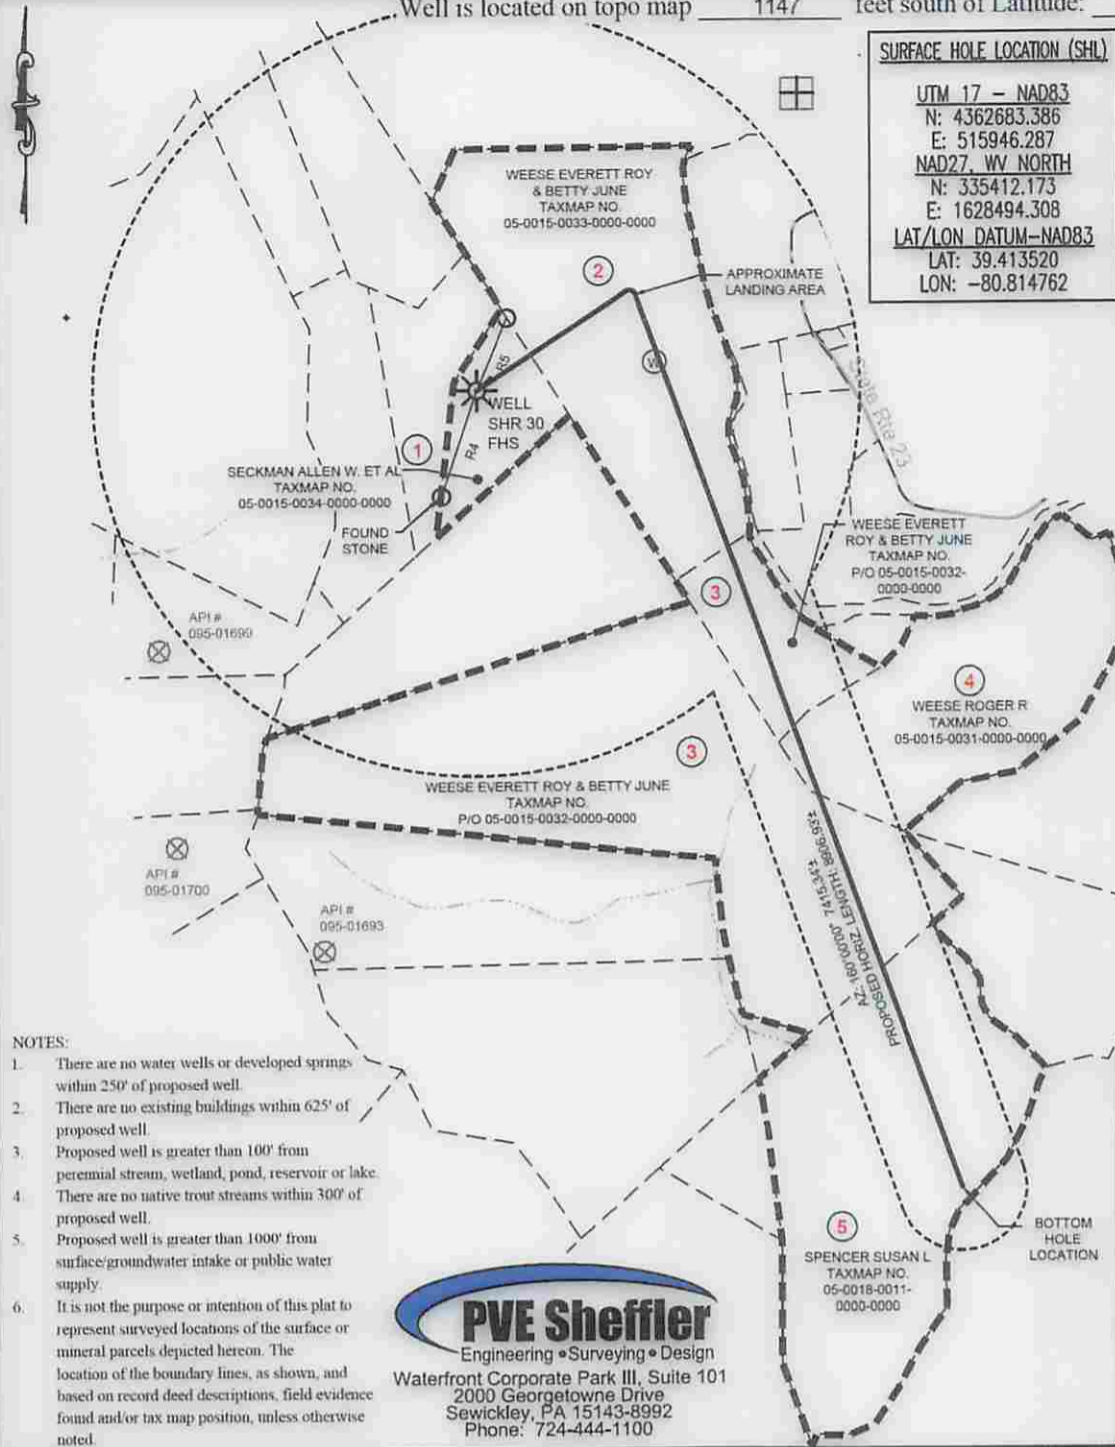 Well is located on topo map 1147 feet south of Latitude:
SURFACE HOLE LOCATION (SHL)
UTM 17 - NAD83
N: 4362683.386
E: 515946.287
NAD27, WV NORTH
N: 335412.173
E: 1628494.308
LAT/LON DATUM-NAD83
LAT: 39.413520
LON: -80.814762
WEESE EVERETT ROY
& BETTY JUNE
TAXMAP NO.
05-0015-0033-0000-0000
2
APPROXIMATE
LANDING AREA
R5
W
State Rte 23
WELL
SHR 30
FHS
R4
1
SECKMAN ALLEN W. ET AL
TAXMAP NO.
05-0015-0034-0000-0000
FOUND
STONE
WEESE EVERETT
ROY & BETTY JUNE
TAXMAP NO.
P/O 05-0015-0032-
0000-0000
3
API #
095-01699
4
WEESE ROGER R
TAXMAP NO.
05-0015-0031-0000-0000
3
WEESE EVERETT ROY & BETTY JUNE
TAXMAP NO.
P/O 05-0015-0032-0000-0000
AZ: 160°00'00" 7415.34'±
PROPOSED HORIZ. LENGTH: 8606.93'±
API #
095-01700
API #
095-01693
NOTES:
1. There are no water wells or developed springs
within 250' of proposed well.
2. There are no existing buildings within 625' of
proposed well.
3. Proposed well is greater than 100' from
perennial stream, wetland, pond, reservoir or lake.
4. There are no native trout streams within 300' of
proposed well.
5. Proposed well is greater than 1000' from
surface/groundwater intake or public water
supply.
6. It is not the purpose or intention of this plat to
represent surveyed locations of the surface or
mineral parcels depicted hereon. The
location of the boundary lines, as shown, and
based on record deed descriptions, field evidence
found and/or tax map position, unless otherwise
noted.
5
SPENCER SUSAN L
TAXMAP NO.
05-0018-0011-
0000-0000
BOTTOM
HOLE
LOCATION
PVE Sheffler
Engineering • Surveying • Design
Waterfront Corporate Park III, Suite 101
2000 Georgetowne Drive
Sewickley, PA 15143-8992
Phone: 724-444-1100